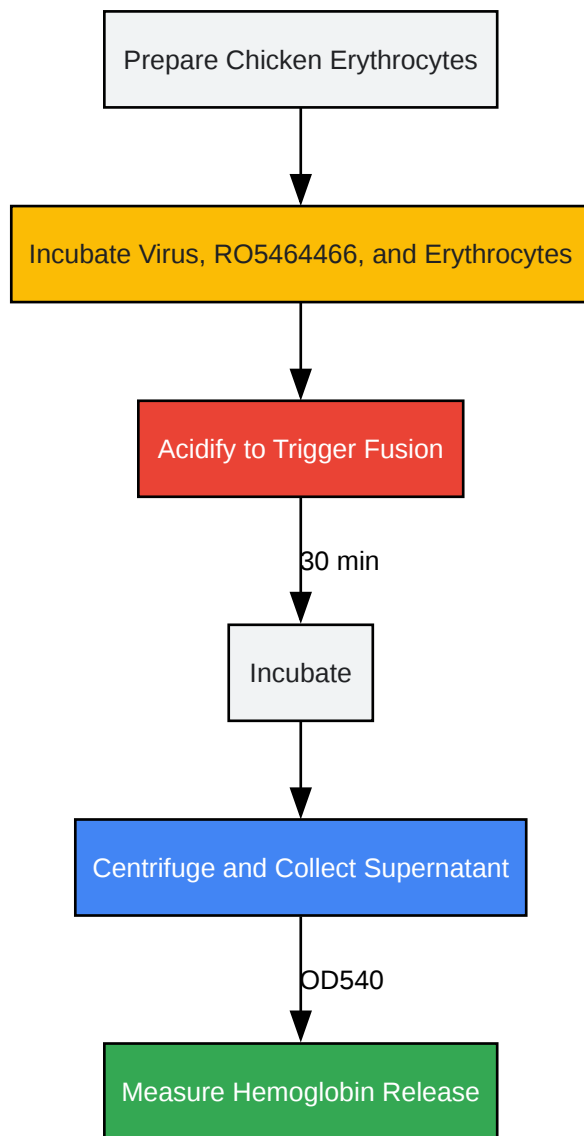 Prepare Chicken Erythrocytes
Incubate Virus, RO5464466, and Erythrocytes
Acidify to Trigger Fusion
30 min
Incubate
Centrifuge and Collect Supernatant
OD540
Measure Hemoglobin Release